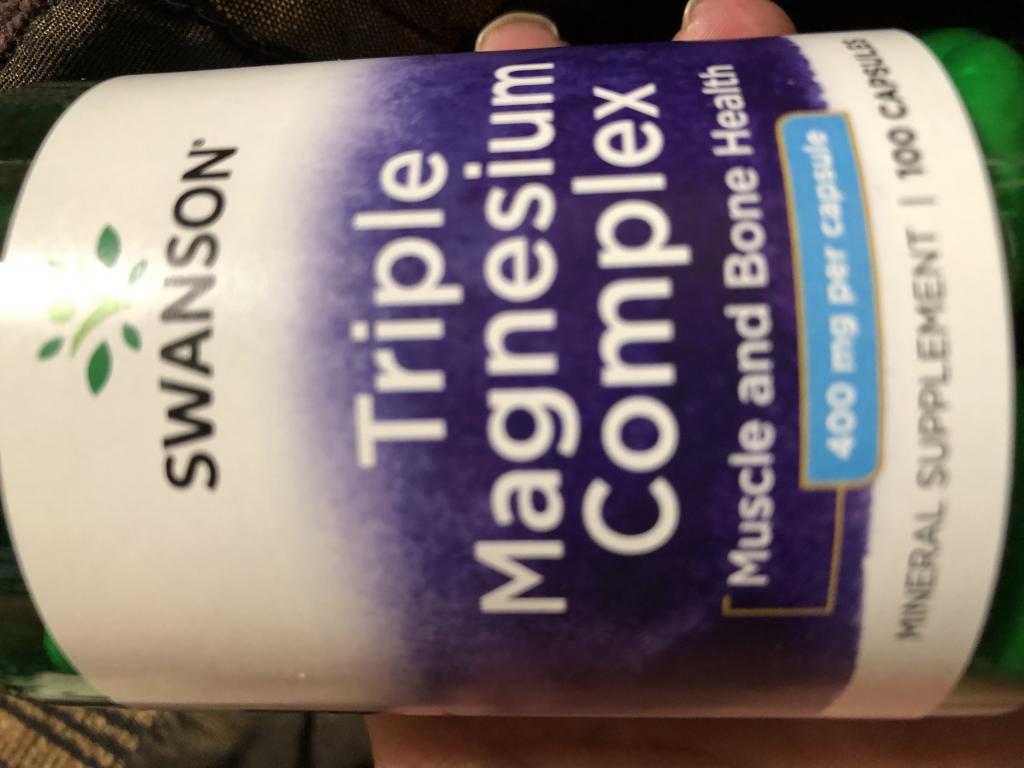 SWANSON
Triple
Magnesium
Complex
Muscle and Bone Health
400 mg per capsule
MINERAL SUPPLEMENT | 100 CAPSULES